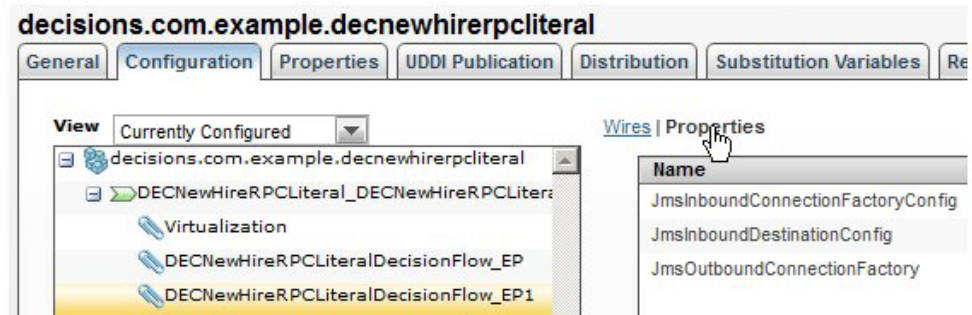 decisions.com.example.decnewhirerpcliteral
General Configuration Properties UDDI Publication Distribution Substitution Variables Re
View Currently Configured
Wires | Properties
decisions.com.example.decnewhirerpcliteral
DECNewHireRPCLiteral_DECNewHireRPCLitera
Virtualization
DECNewHireRPCLiteralDecisionFlow_EP
DECNewHireRPCLiteralDecisionFlow_EP1
Name
JmsInboundConnectionFactoryConfig
JmsInboundDestinationConfig
JmsOutboundConnectionFactory